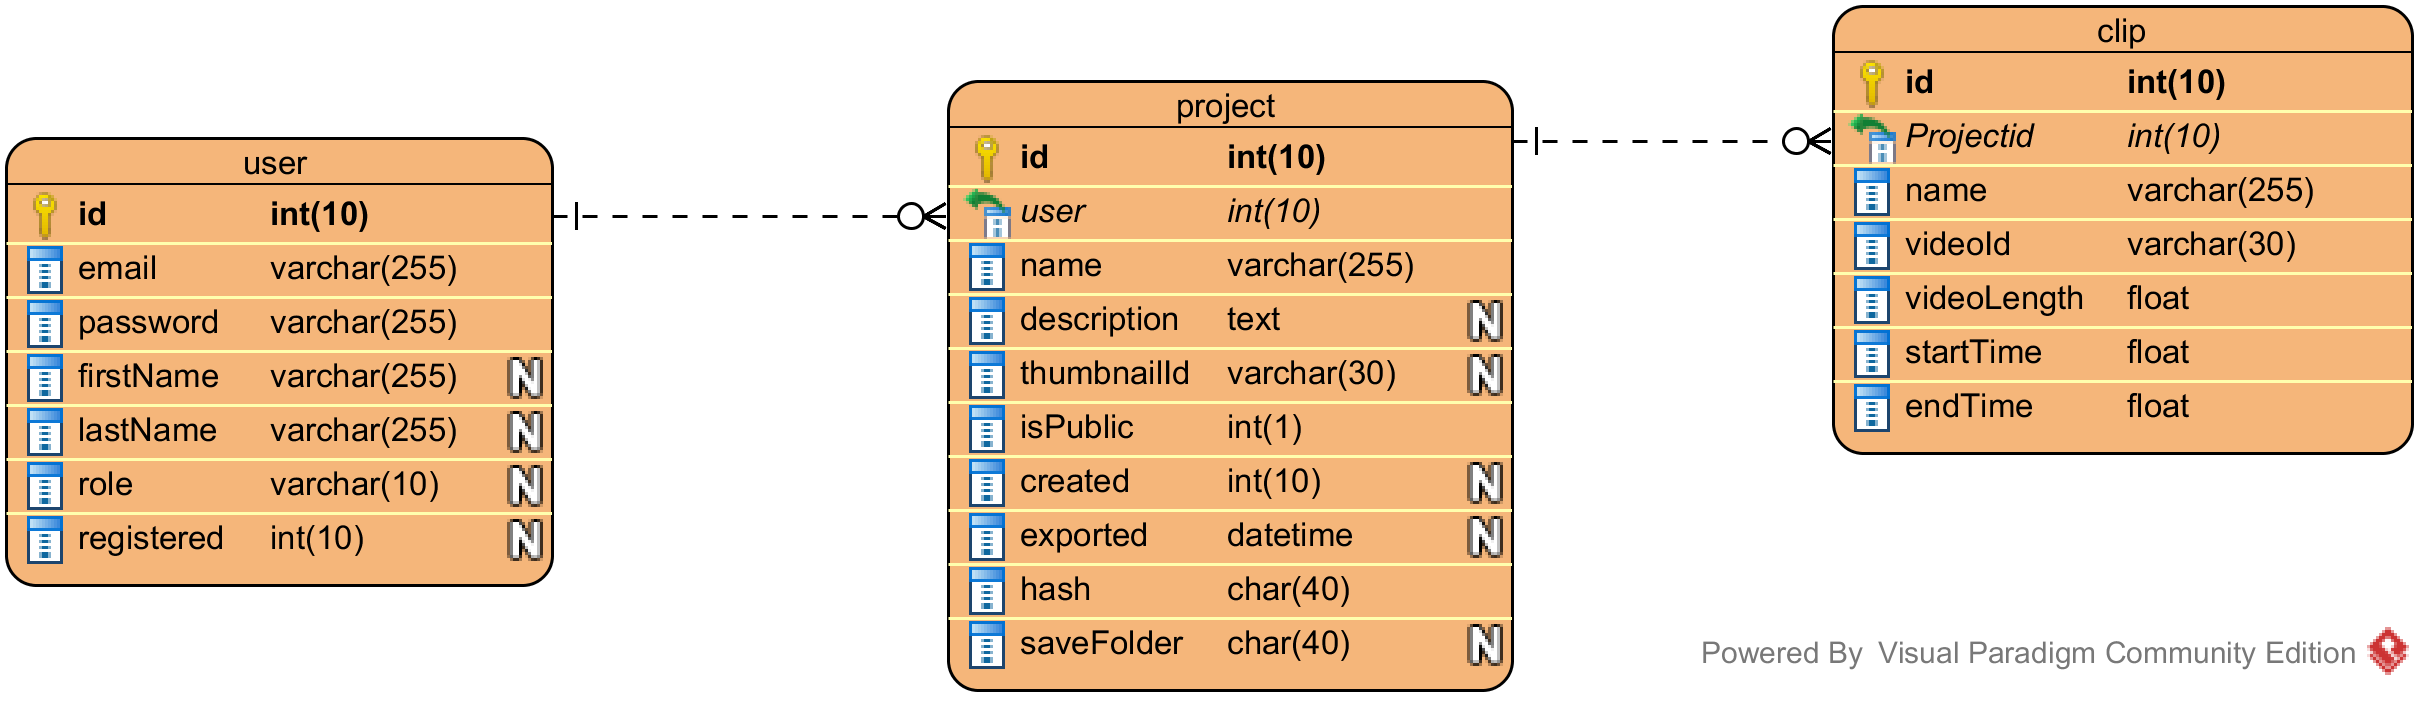 user
id int(10)
email varchar(255)
password varchar(255)
firstName varchar(255) N
lastName varchar(255) N
role varchar(10) N
registered int(10) N
project
id int(10)
user int(10)
name varchar(255)
description text N
thumbnailId varchar(30) N
isPublic int(1)
created int(10) N
exported datetime N
hash char(40)
saveFolder char(40) N
clip
id int(10)
Projectid int(10)
name varchar(255)
videoId varchar(30)
videoLength float
startTime float
endTime float
Powered By Visual Paradigm Community Edition